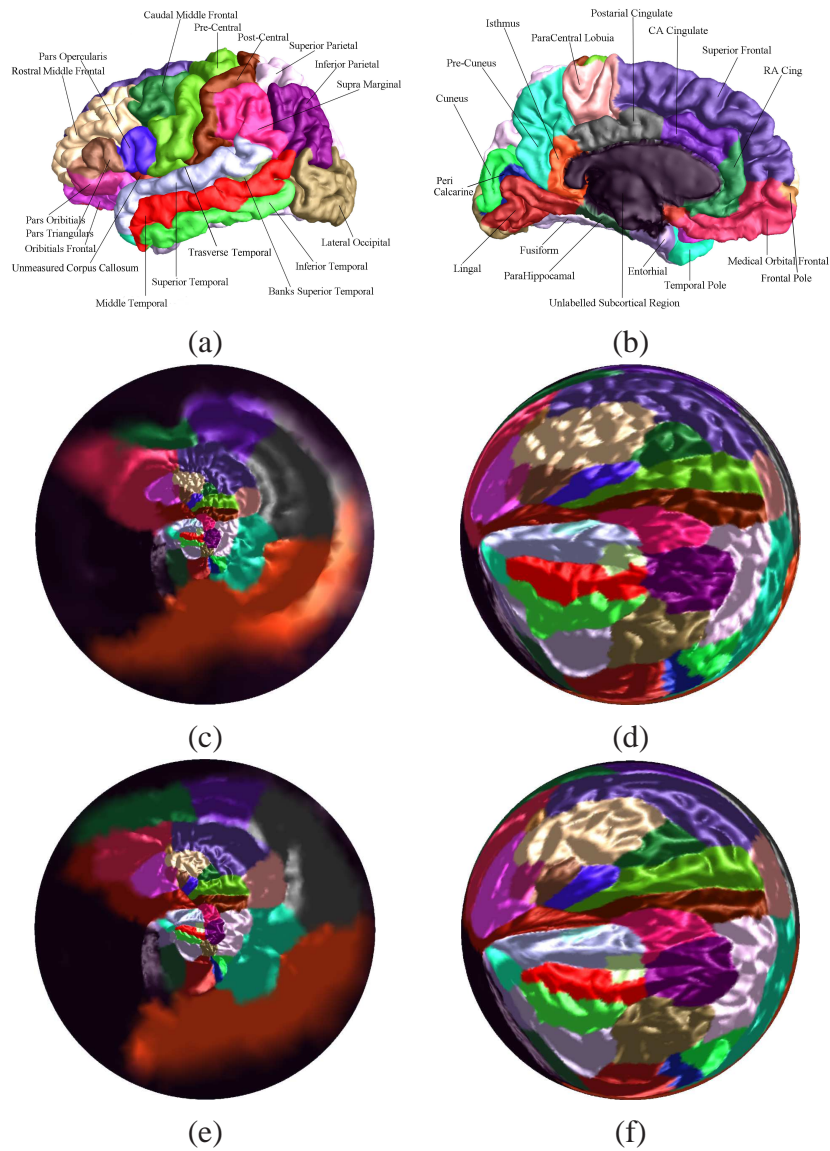 Caudal Middle Frontal
Pre-Central
Post-Central
Superior Parietal
Pars Opercularis
Inferior Parietal
Rostral Middle Frontal
Supra Marginal
Pars Oribitials
Pars Triangulars
Oribitials Frontal
Lateral Occipital
Trasverse Temporal
Unmeasured Corpus Callosum
Inferior Temporal
Superior Temporal
Banks Superior Temporal
Middle Temporal
(a)
Postarial Cingulate
Isthmus
CA Cingulate
ParaCentral Lobuia
Superior Frontal
Pre-Cuneus
RA Cing
Cuneus
Peri
Calcarine
Fusiform
Medical Orbital Frontal
Lingal
Entorhial
ParaHippocamal
Frontal Pole
Temporal Pole
Unlabelled Subcortical Region
(b)
(c)
(d)
(e)
(f)